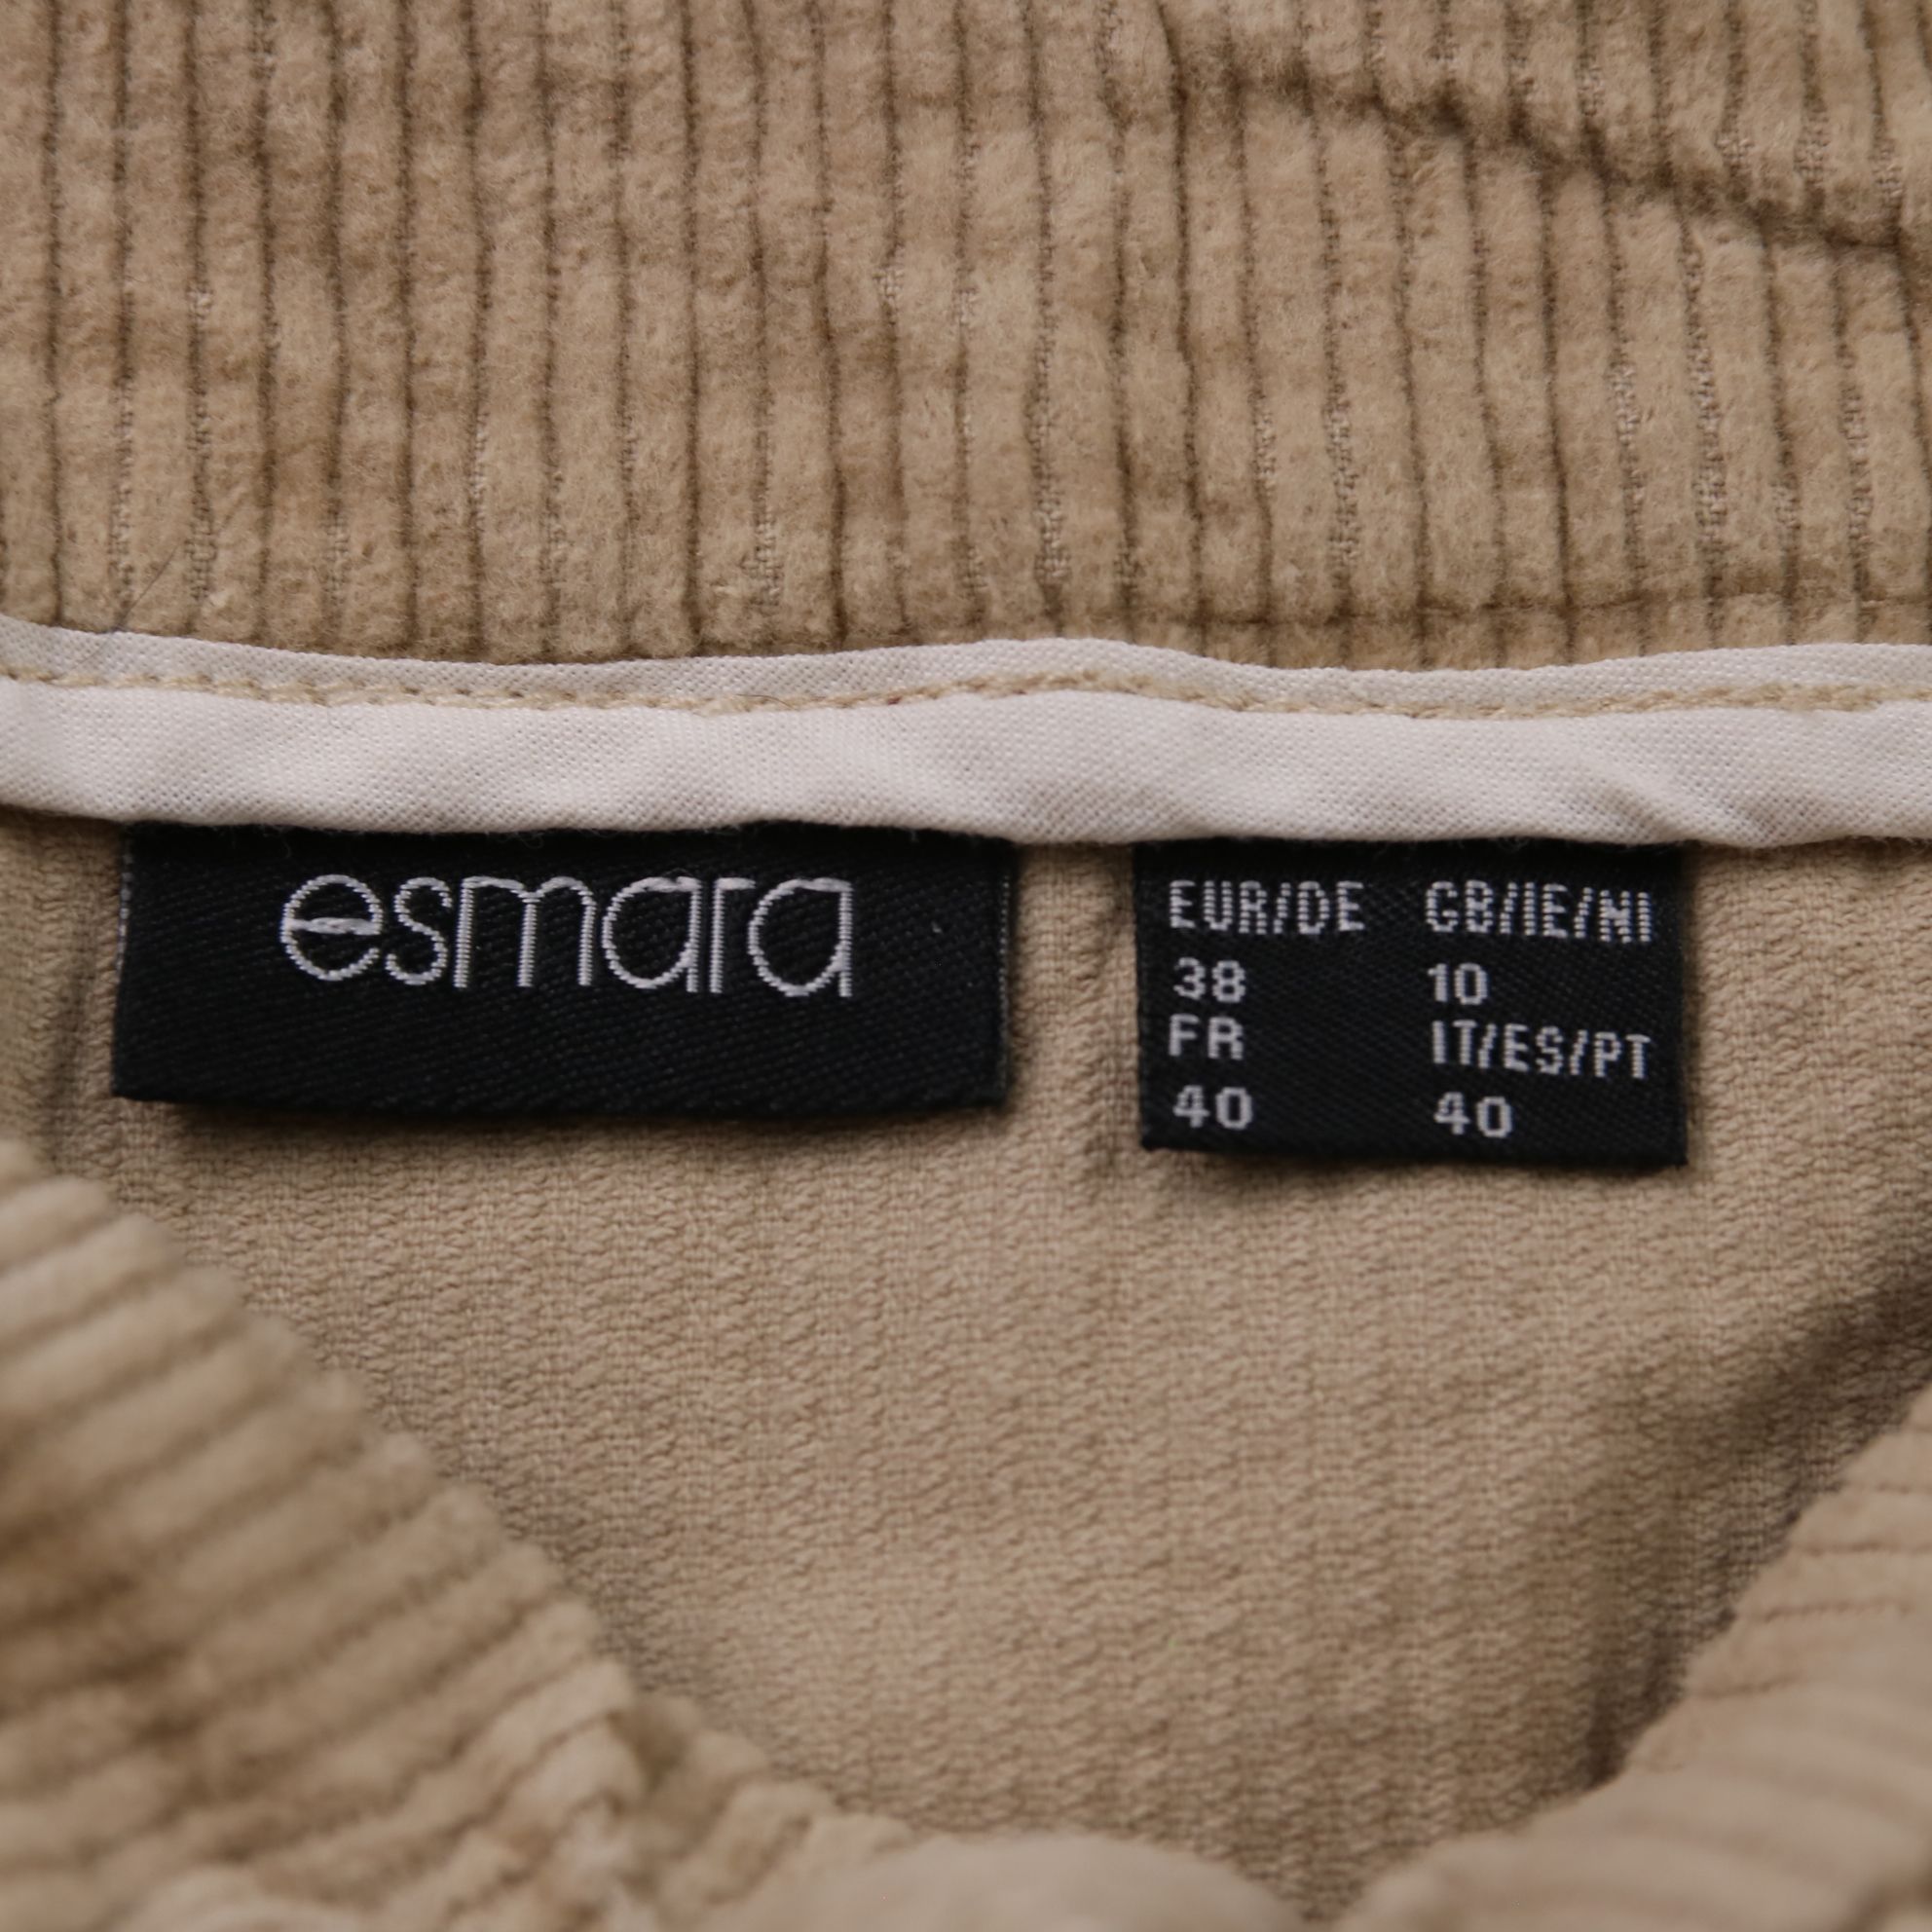 esmara
EUR/DE GB/IE/NI
38 10
FR IT/ES/PT
40 40